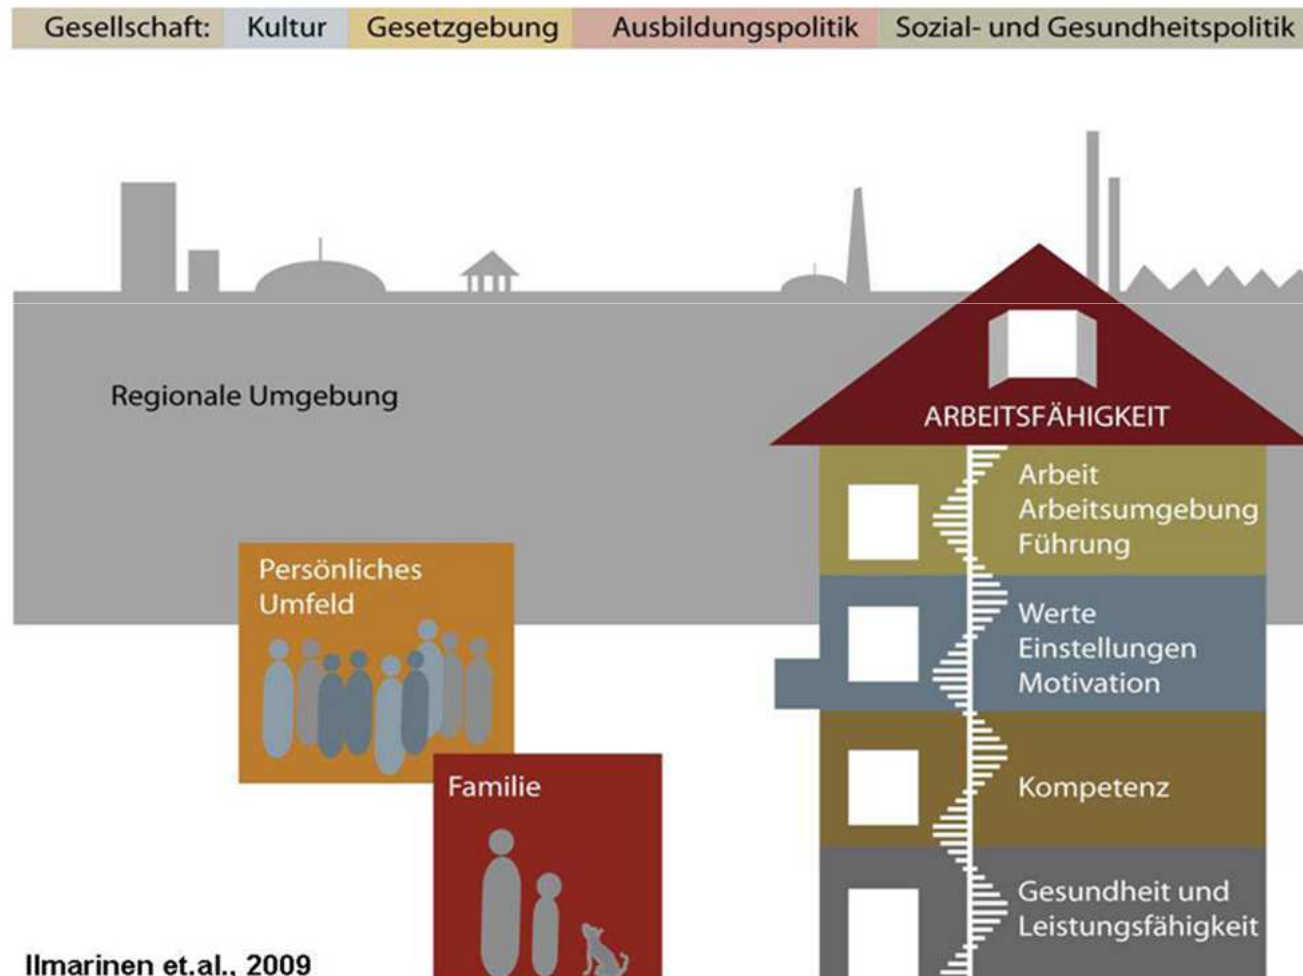 Gesellschaft: Kultur Gesetzgebung Ausbildungspolitik Sozial- und Gesundheitspolitik
Regionale Umgebung
ARBEITSFÄHIGKEIT
Arbeit
Arbeitsumgebung
Führung
Persönliches
Umfeld
Werte
Einstellungen
Motivation
Familie
Kompetenz
Gesundheit und
Leistungsfähigkeit
Ilmarinen et.al., 2009